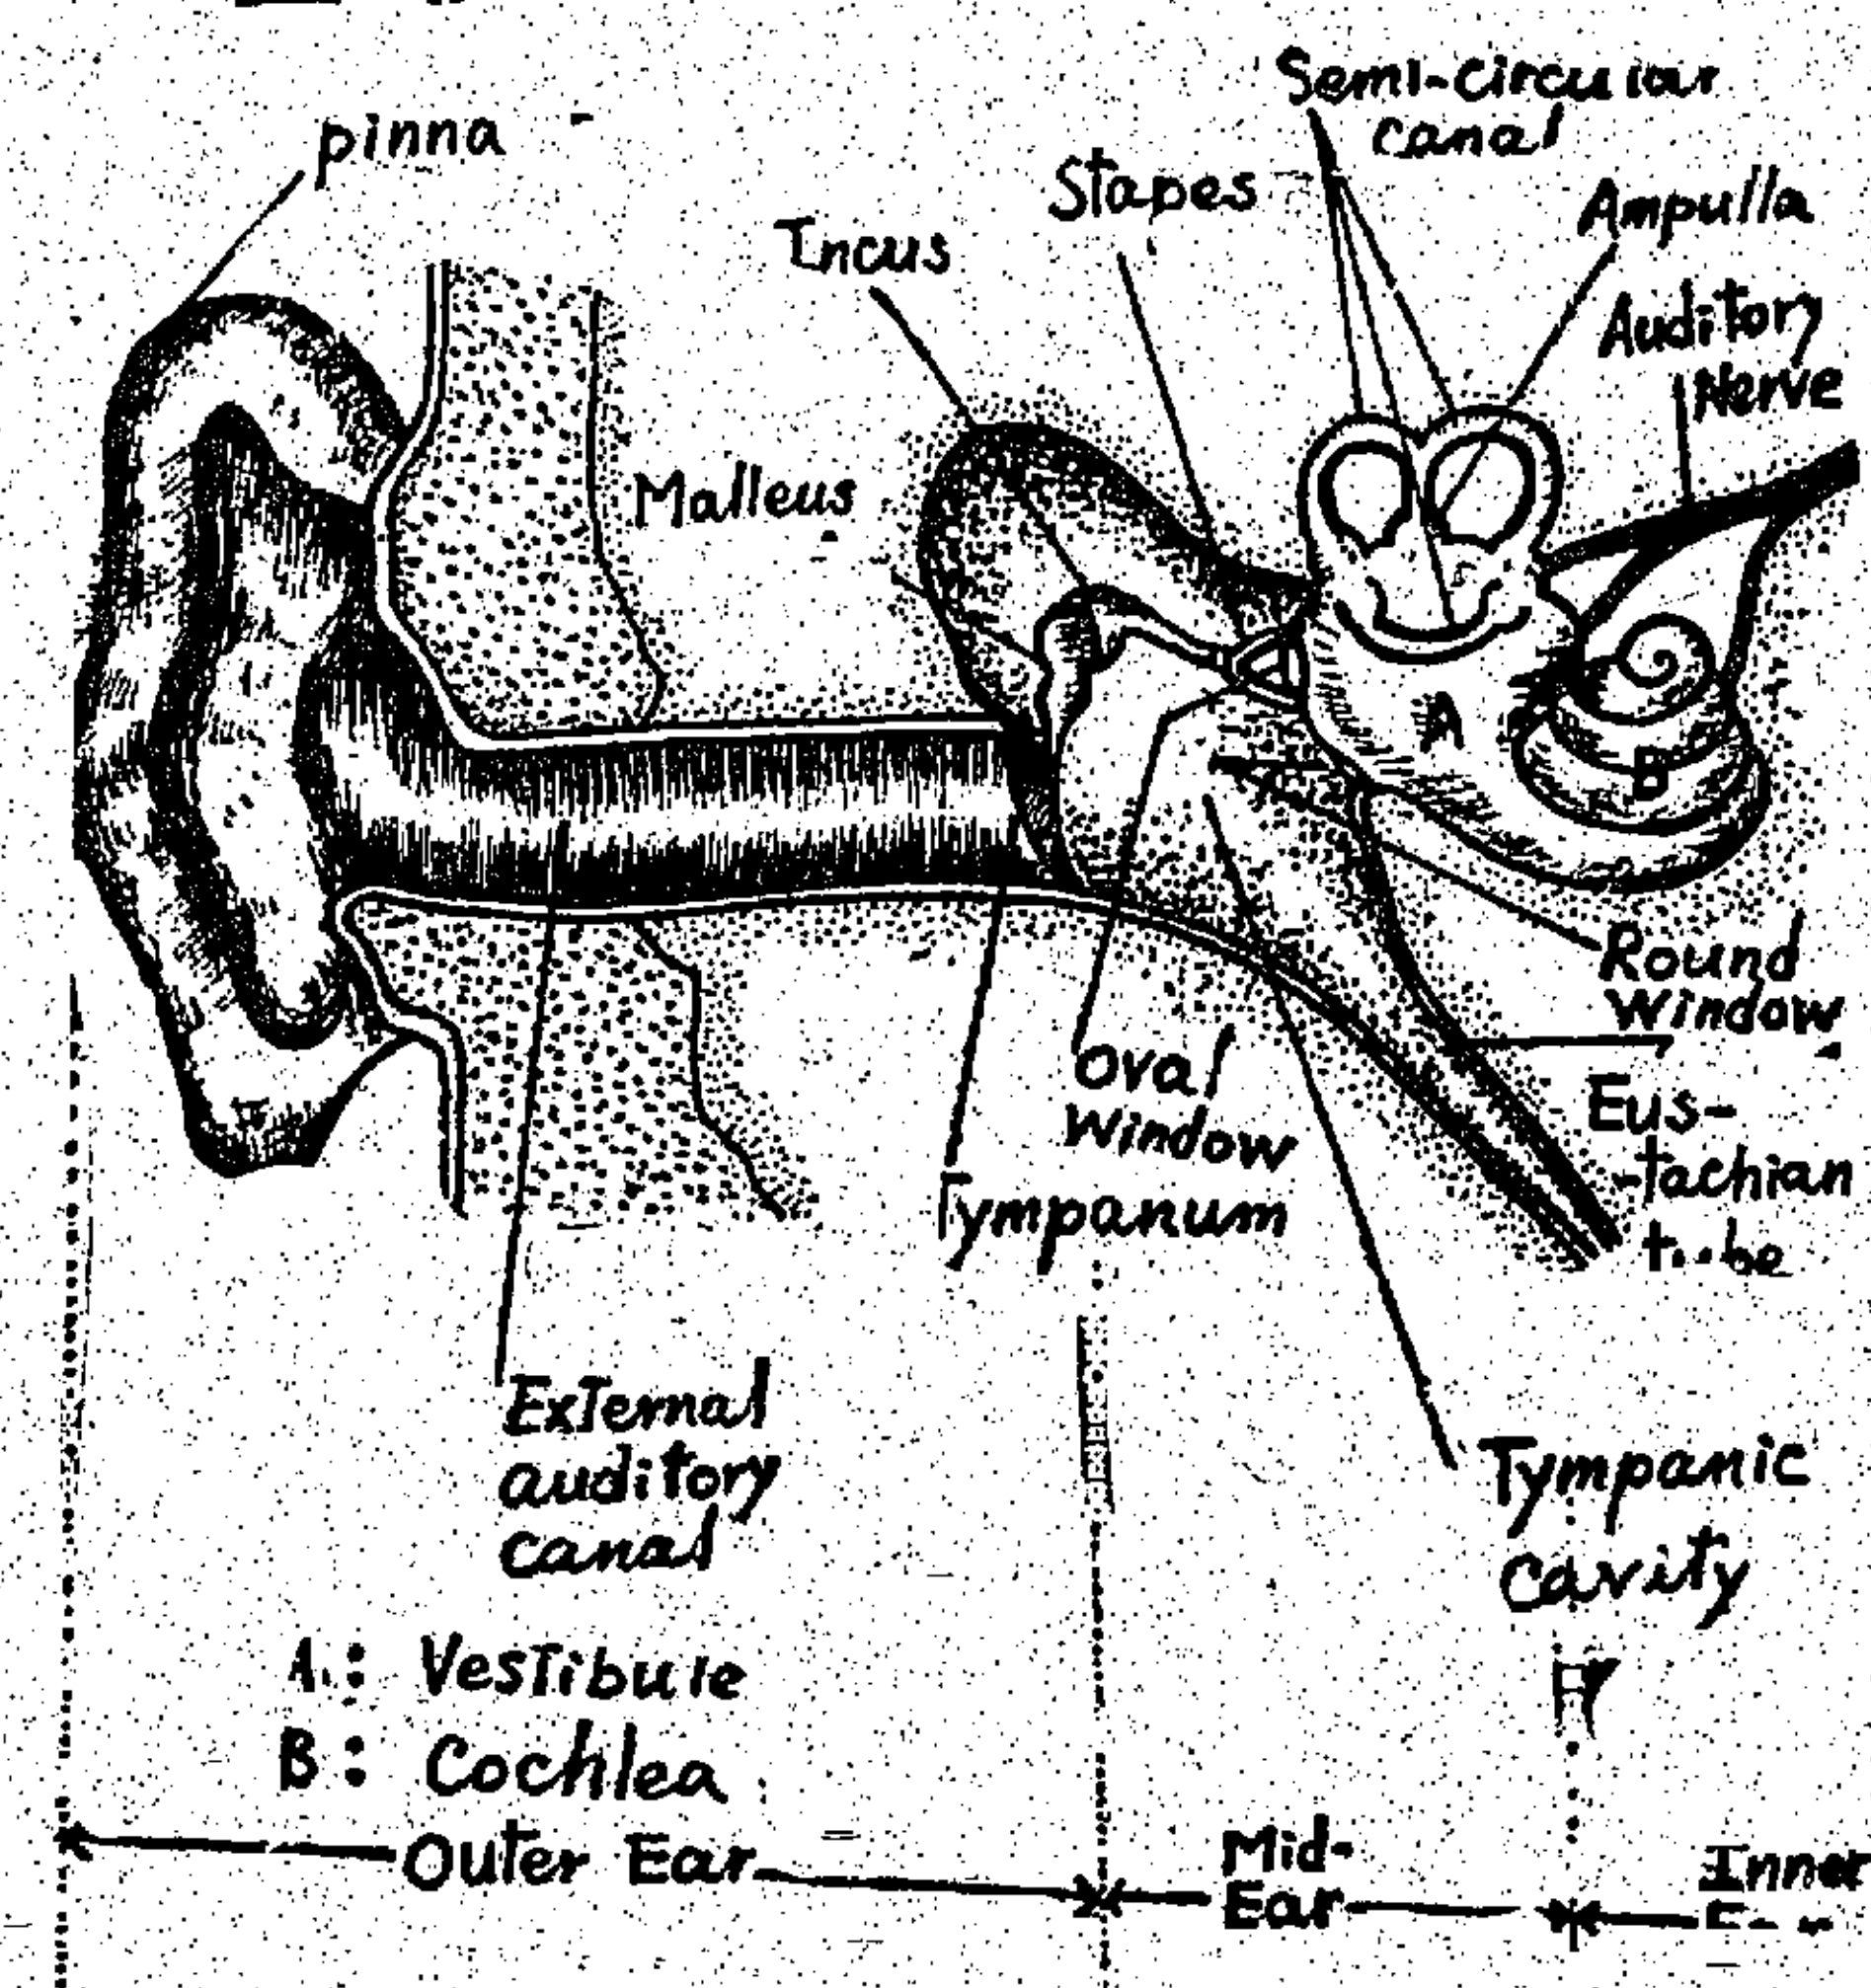 pinna
Semi-circular
canal
Stapes
Ampulla
Incus
Auditory
Nerve
Malleus
A
B
Round
Window
Oval
Window
Eus-
-tachian
Tympanum
External
auditory
canal
Tympanic
cavity
A.: Vestibule
B: Cochlea
Outer Ear
Mid-
Ear
Inner